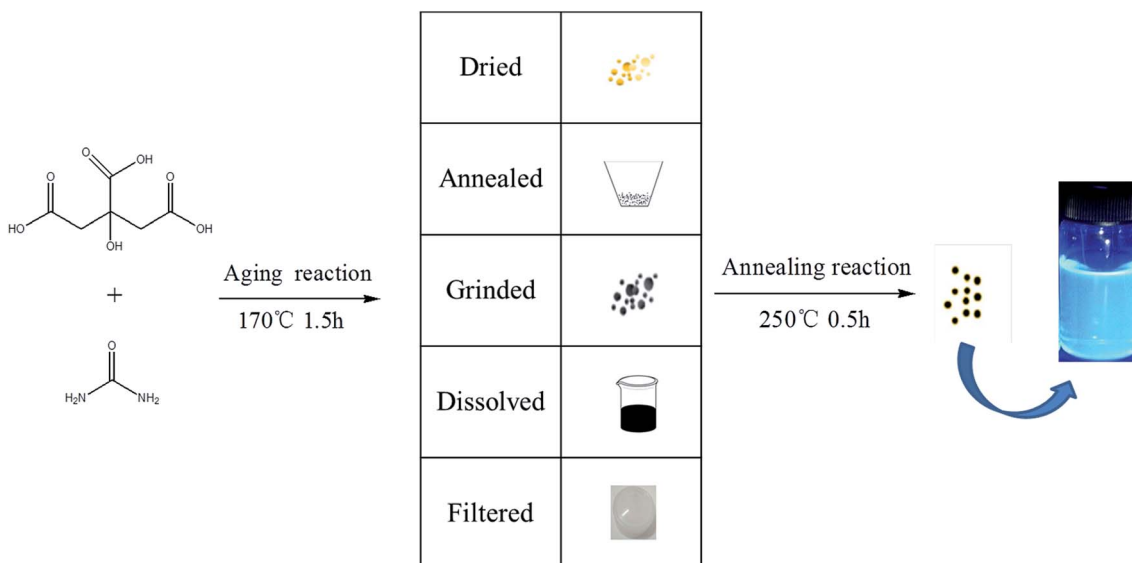 O
OH
O
O
HO
OH
OH
+
O
H₂N
NH₂
Aging reaction
170℃ 1.5h
Dried
Annealed
Grinded
Dissolved
Filtered
Annealing reaction
250℃ 0.5h